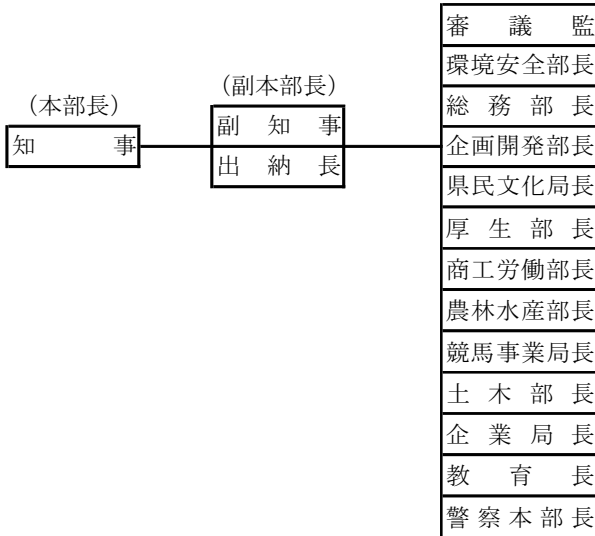 (本部長)
知事
(副本部長)
副知事
出納長
審議監
環境安全部長
総務部長
企画開発部長
県民文化局長
厚生部長
商工労働部長
農林水産部長
競馬事業局長
土木部長
企業局長
教育長
警察本部長